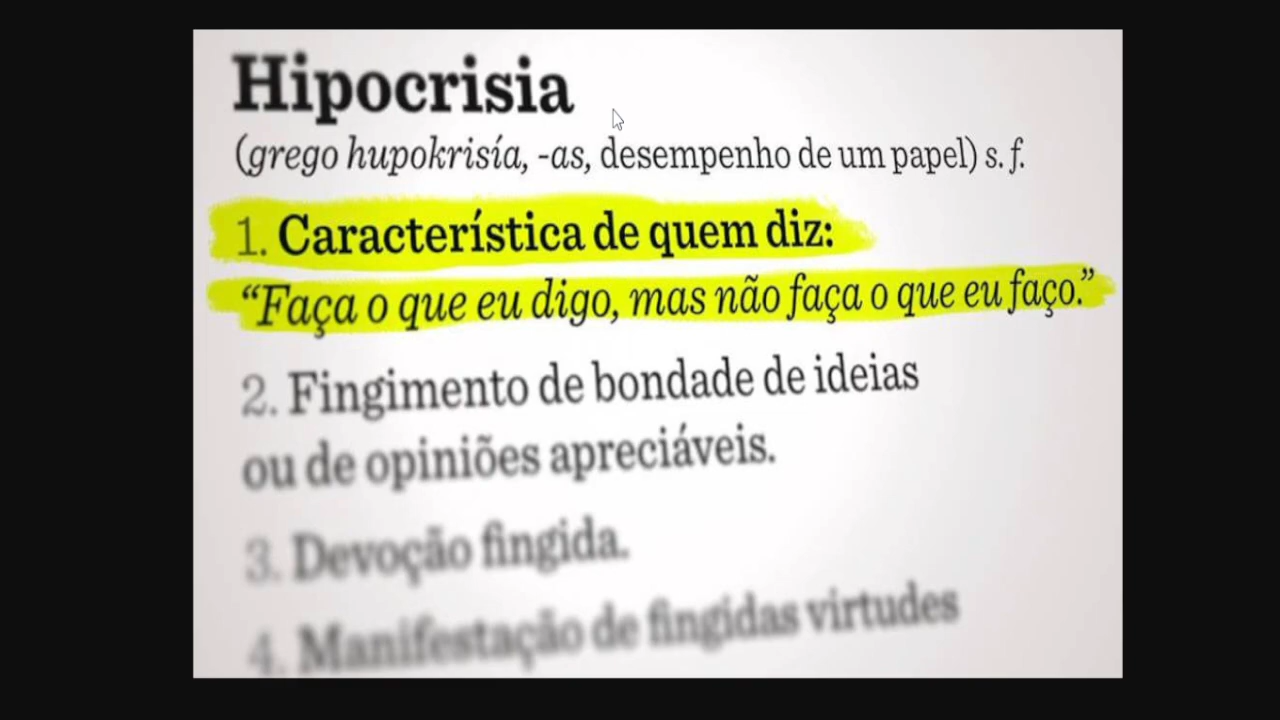 Hipocrisia
(grego hupokrisía, -as, desempenho de um papel) s. f.
1. Característica de quem diz:
“Faça o que eu digo, mas não faça o que eu faço.”
2. Fingimento de bondade de ideias
ou de opiniões apreciáveis.
3. Devoção fingida.
4. Manifestação de fingidas virtudes